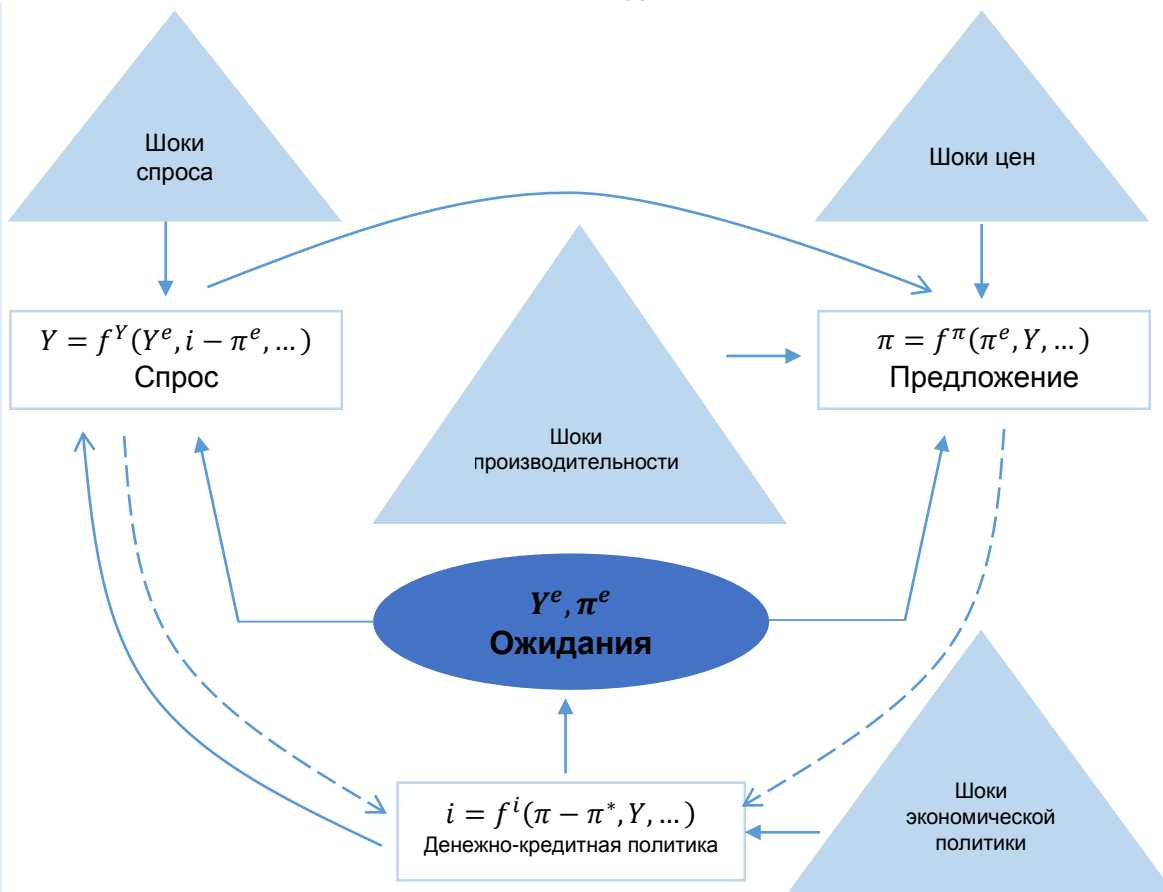 Шоки
спроса
Шоки цен
Y = f^Y(Y^e, i − π^e, …)
Спрос
π = f^π(π^e, Y, …)
Предложение
Шоки
производительности
Y^e, π^e
Ожидания
i = f^i(π − π^*, Y, …)
Денежно-кредитная политика
Шоки
экономической
политики